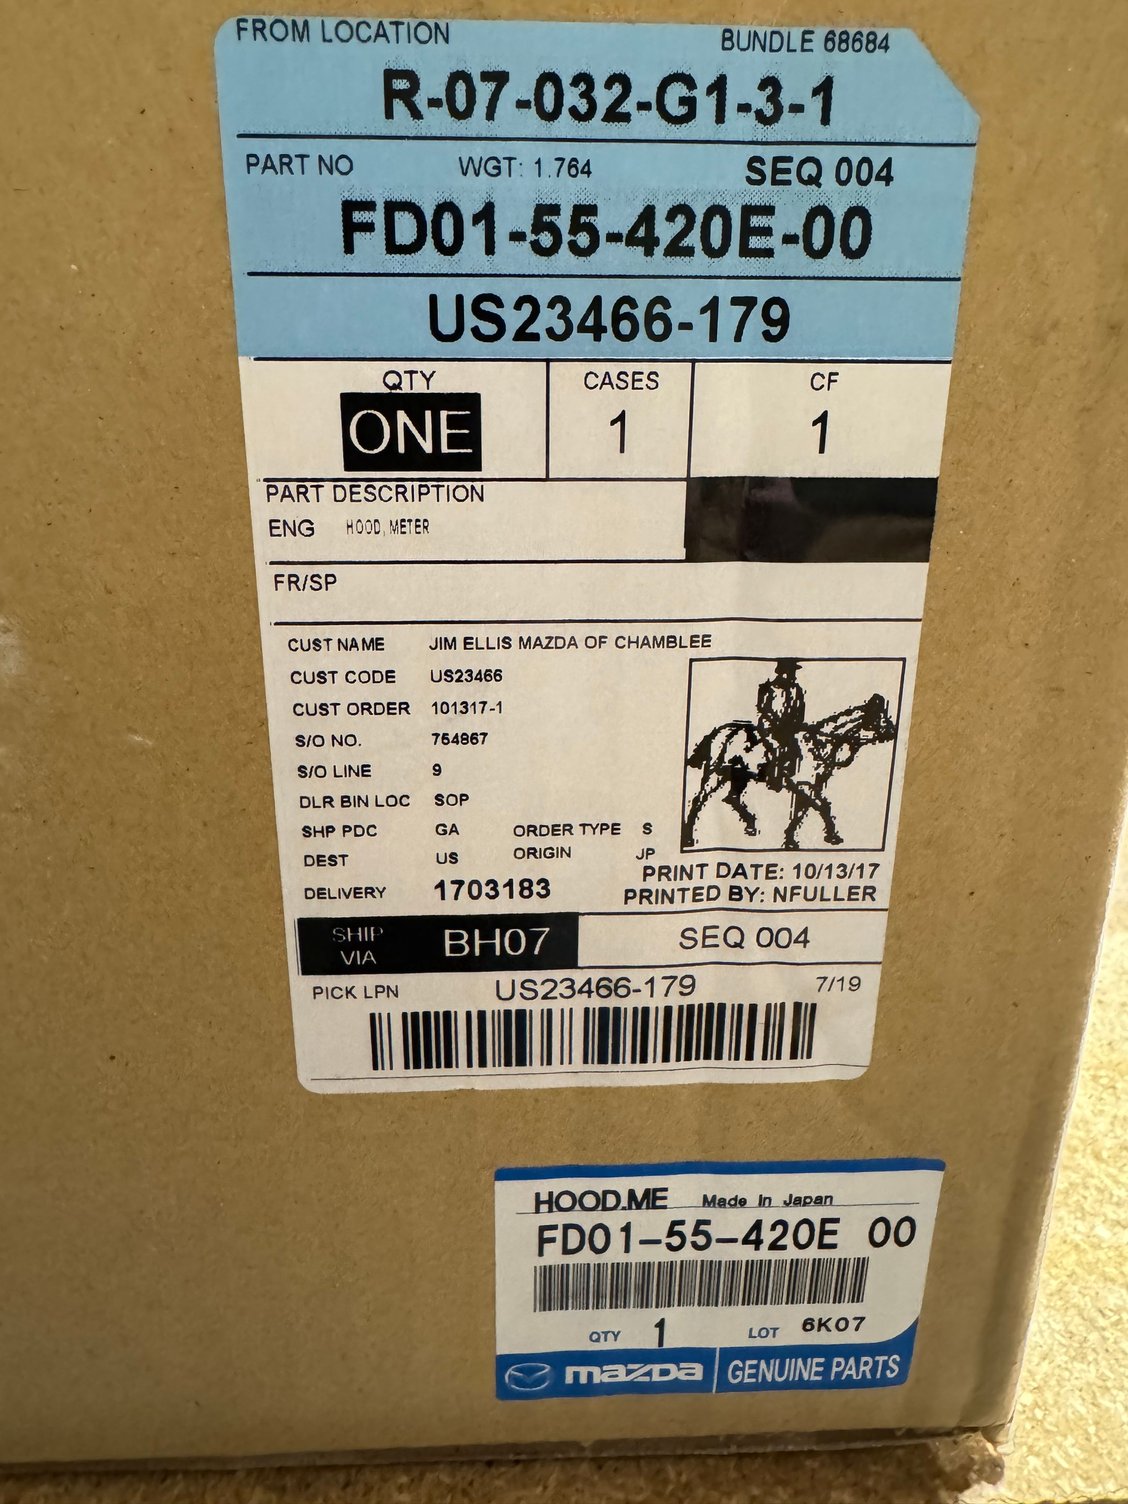 FROM LOCATION BUNDLE 68684
R-07-032-G1-3-1
PART NO WGT: 1.764 SEQ 004
FD01-55-420E-00
US23466-179
QTY CASES CF
ONE 1 1
PART DESCRIPTION
ENG HOOD, METER
FR/SP
CUST NAME JIM ELLIS MAZDA OF CHAMBLEE
CUST CODE US23466
CUST ORDER 101317-1
S/O NO. 754867
S/O LINE 9
DLR BIN LOC SOP
SHP PDC GA ORDER TYPE S
DEST US ORIGIN JP
PRINT DATE: 10/13/17
DELIVERY 1703183 PRINTED BY: NFULLER
SHIP VIA BH07 SEQ 004
PICK LPN US23466-179 7/19
HOOD.ME Made In Japan
FD01-55-420E 00
QTY 1 LOT 6K07
mazda GENUINE PARTS